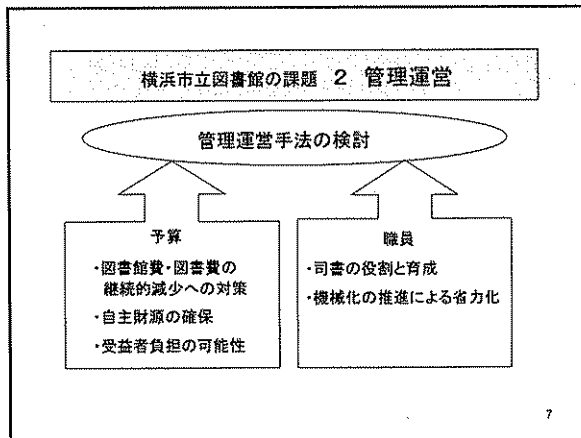 横浜市立図書館の課題 2 管理運営
管理運営手法の検討
予算
・図書館費・図書費の
継続的減少への対策
・自主財源の確保
・受益者負担の可能性
職員
・司書の役割と育成
・機械化の推進による省力化
7